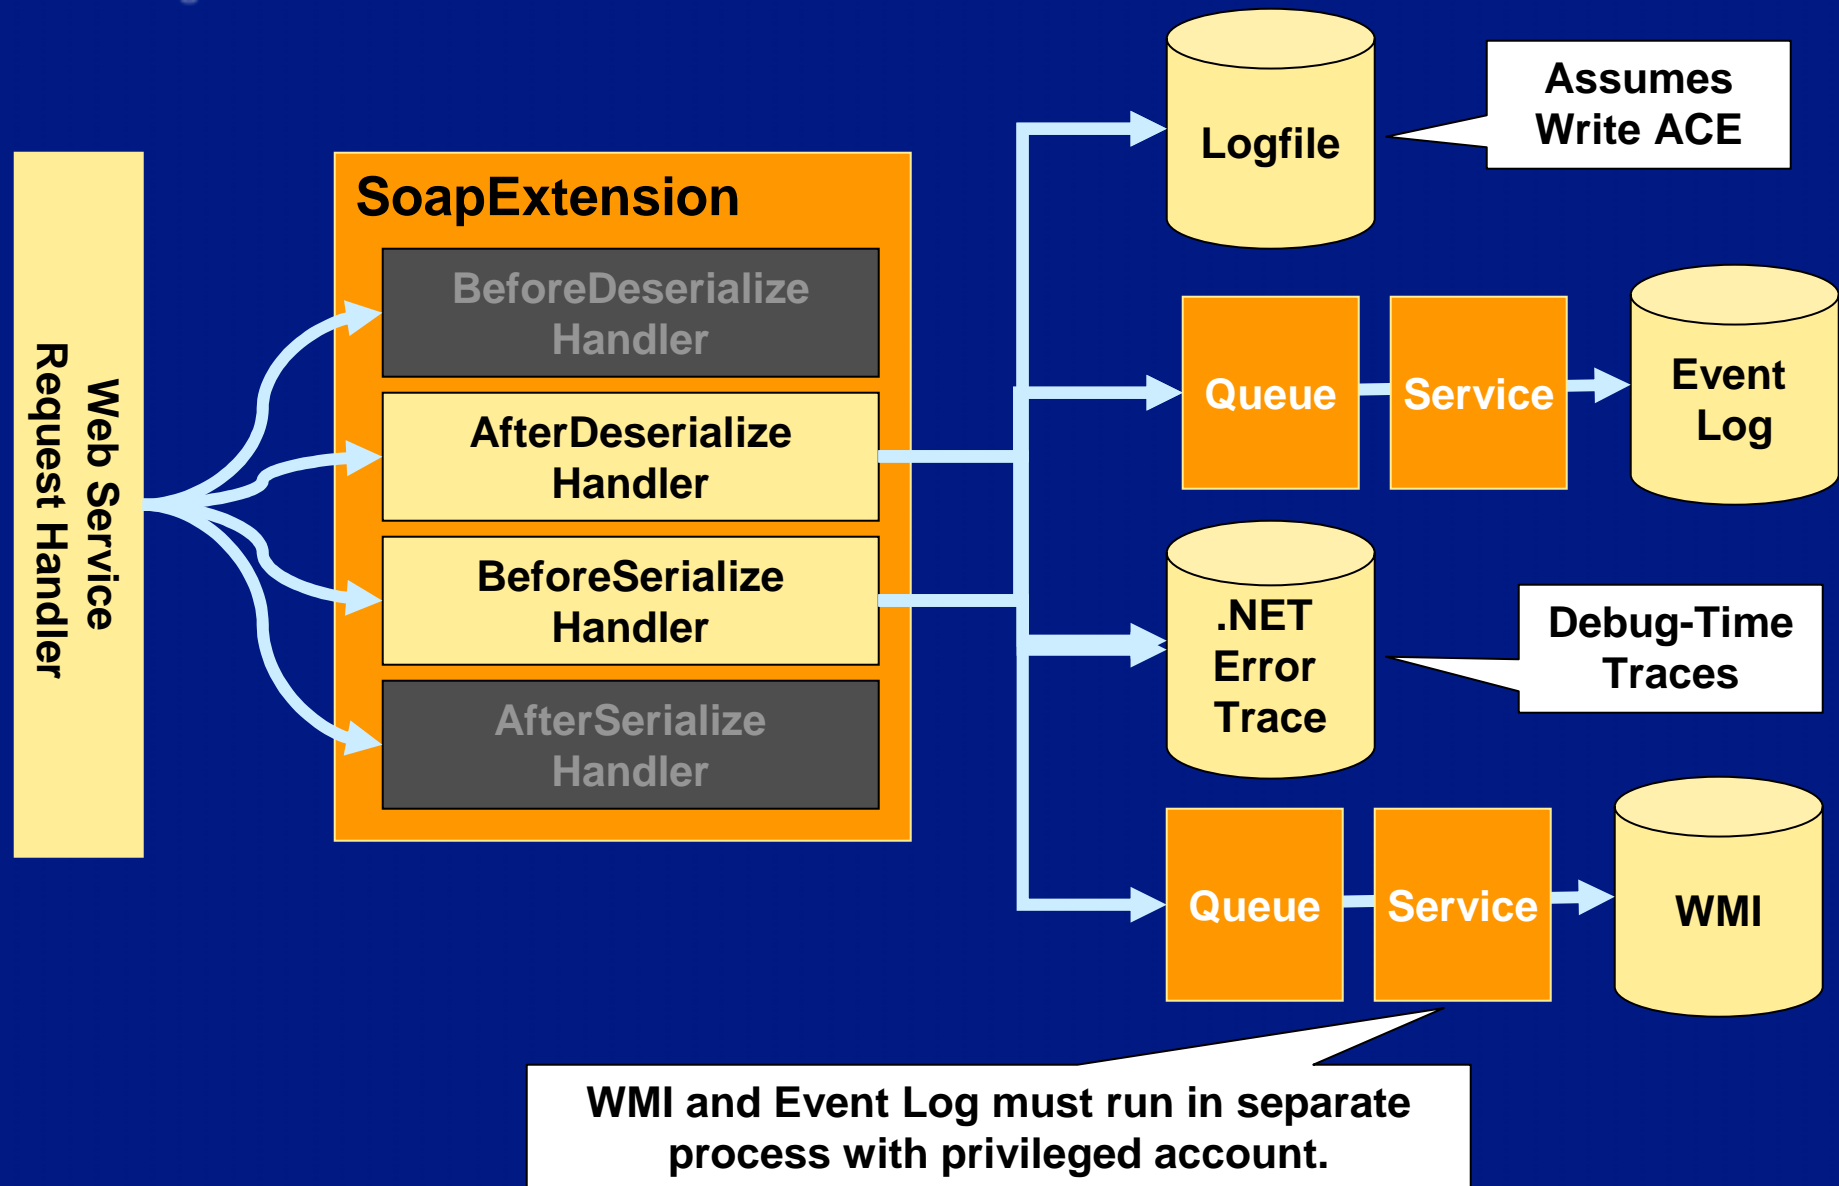 Web Service
Request Handler
SoapExtension
BeforeDeserialize
Handler
AfterDeserialize
Handler
BeforeSerialize
Handler
AfterSerialize
Handler
Logfile
Assumes
Write ACE
Queue
Service
Event
Log
.NET
Error
Trace
Debug-Time
Traces
Queue
Service
WMI
WMI and Event Log must run in separate
process with privileged account.